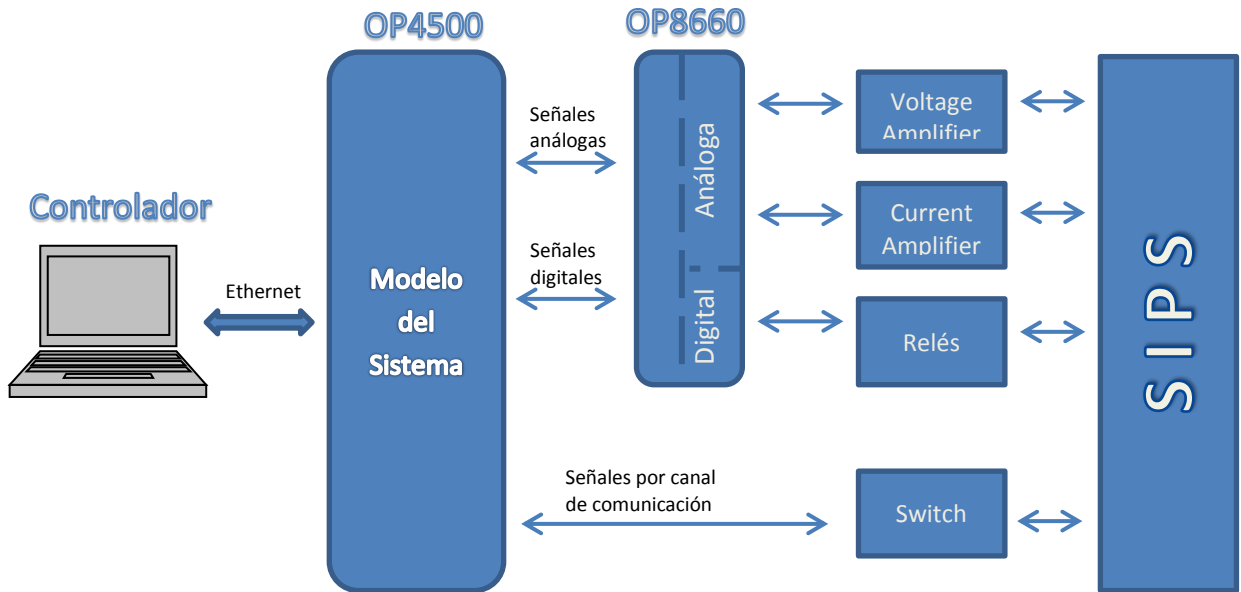 OP4500
OP8660
Controlador
Ethernet
Modelo
del
Sistema
Señales
análogas
Señales
digitales
Señales por canal
de comunicación
Análoga
Digital
Voltage
Amplifier
Current
Amplifier
Relés
Switch
SIPS